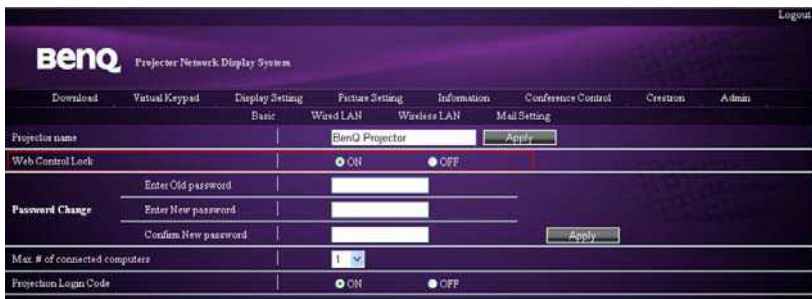 Logout
BenQ Projector Network Display System
Download Virtual Keypad Display Setting Picture Setting Information Conference Control Crestron Admin
Basic Wired LAN Wireless LAN Mail Setting
Projector name BenQ Projector Apply
Web Control Lock ON OFF
Enter Old password
Password Change Enter New password
Confirm New password Apply
Max # of connected computers 1
Projection Login Code ON OFF